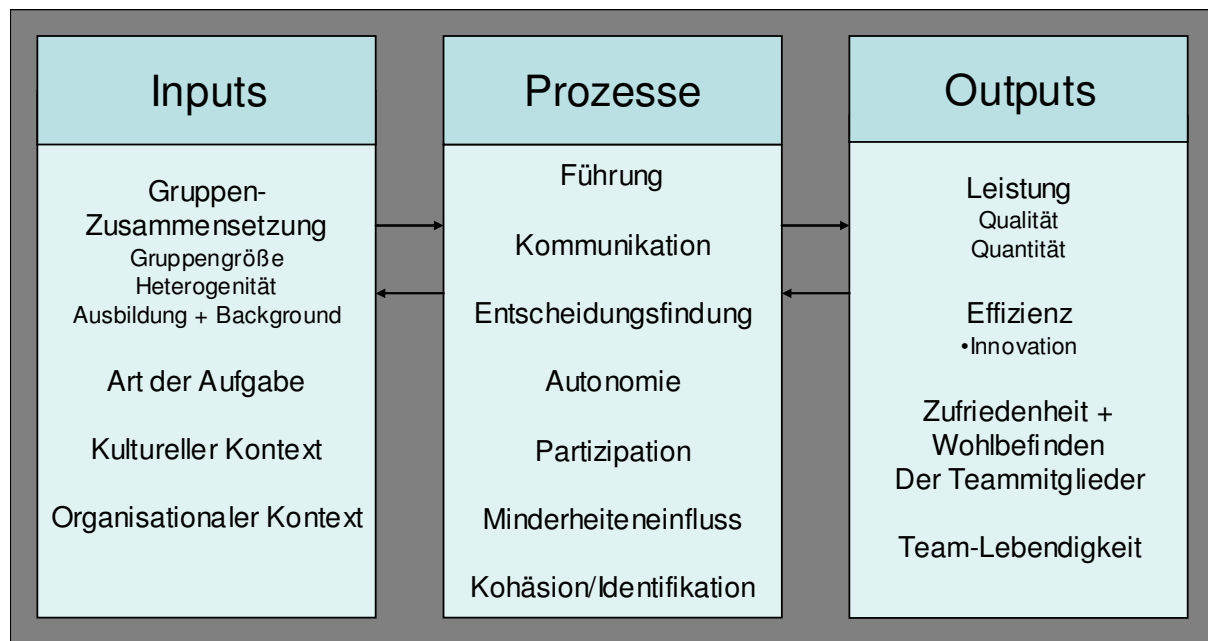 Inputs
Gruppen-
Zusammensetzung
Gruppengröße
Heterogenität
Ausbildung + Background
Art der Aufgabe
Kultureller Kontext
Organisationaler Kontext
Prozesse
Führung
Kommunikation
Entscheidungsfindung
Autonomie
Partizipation
Minderheiteneinfluss
Kohäsion/Identifikation
Outputs
Leistung
Qualität
Quantität
Effizienz
•Innovation
Zufriedenheit +
Wohlbefinden
Der Teammitglieder
Team-Lebendigkeit